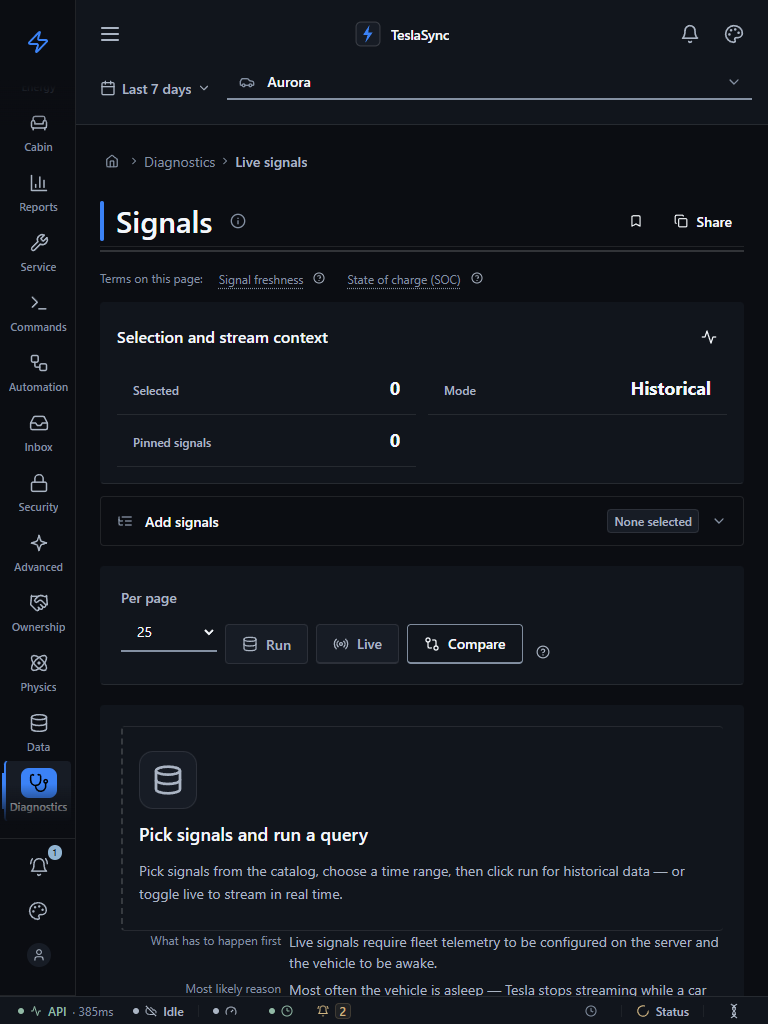 TeslaSync
Last 7 days
Aurora
Energy
Cabin
Reports
Service
Commands
Automation
Inbox
Security
Advanced
Ownership
Physics
Data
Diagnostics
1
Diagnostics
Live signals
Signals
Share
Terms on this page: Signal freshness State of charge (SOC)
Selection and stream context
Selected 0
Mode Historical
Pinned signals 0
Add signals
None selected
Per page
25
Run
Live
Compare
Pick signals and run a query
Pick signals from the catalog, choose a time range, then click run for historical data — or
toggle live to stream in real time.
What has to happen first Live signals require fleet telemetry to be configured on the server and
the vehicle to be awake.
Most likely reason Most often the vehicle is asleep — Tesla stops streaming while a car
API · 385ms
Idle
2
Status